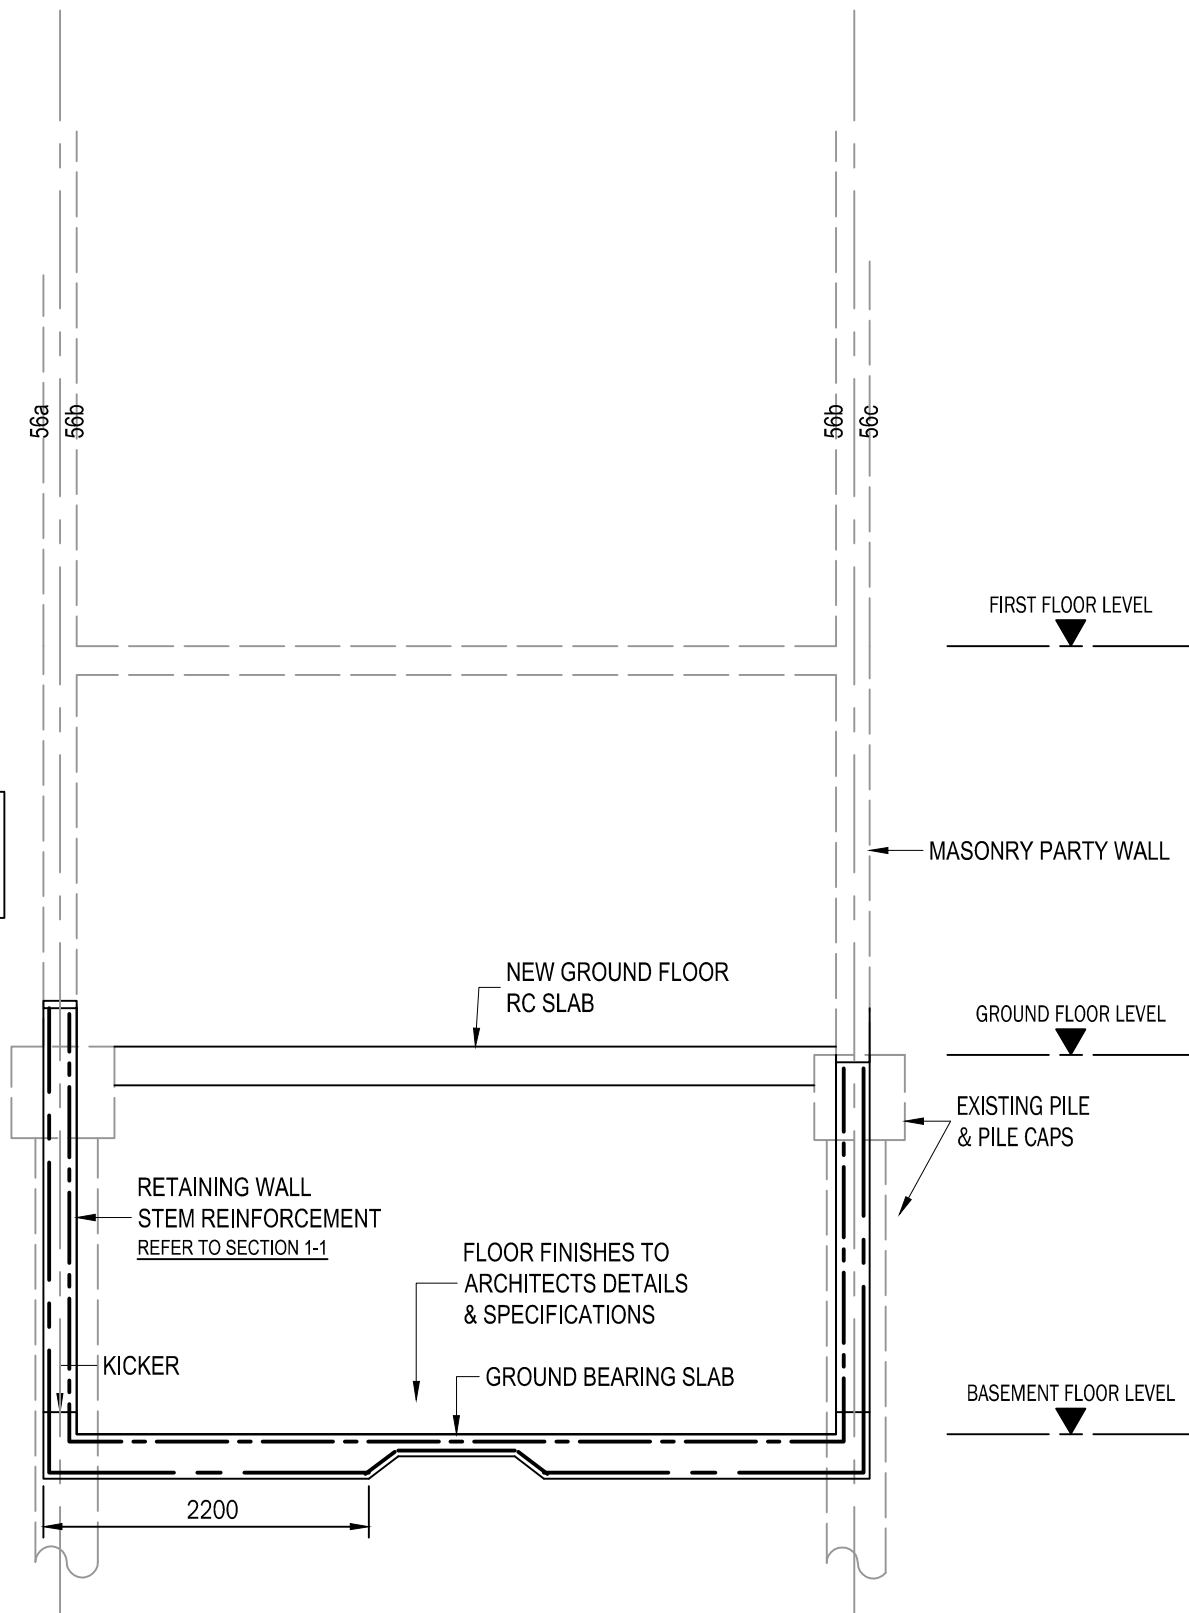 56a
56b
56b
56c
FIRST FLOOR LEVEL
MASONRY PARTY WALL
NEW GROUND FLOOR
RC SLAB
GROUND FLOOR LEVEL
EXISTING PILE
& PILE CAPS
RETAINING WALL
STEM REINFORCEMENT
REFER TO SECTION 1-1
FLOOR FINISHES TO
ARCHITECTS DETAILS
& SPECIFICATIONS
KICKER
GROUND BEARING SLAB
BASEMENT FLOOR LEVEL
2200